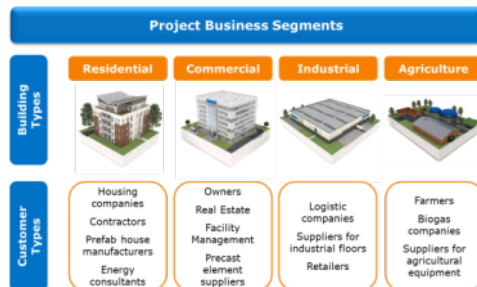 Project Business Segments
Building
Types
Residential
Commercial
Industrial
Agriculture
Customer
Types
Housing
companies
Contractors
Prefab house
manufacturers
Energy
consultants
Owners
Real Estate
Facility
Management
Precast
element
suppliers
Logistic
companies
Suppliers for
industrial floors
Retailers
Farmers
Biogas
companies
Suppliers for
agricultural
equipment